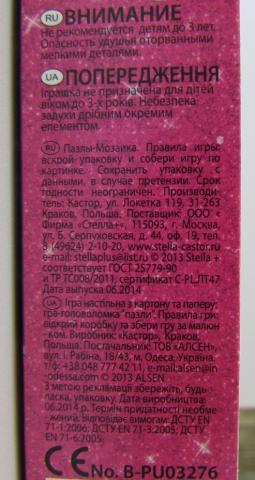 RU ВНИМАНИЕ
Не рекомендуется детям до 3 лет.
Опасность удушья оторванными
мелкими деталями.
UA ПОПЕРЕДЖЕННЯ
Іграшка не призначена для дітей
віком до 3-х років. Небезпека
задухи дрібним окремим
елементом.
RU Пазлы-Мозаика. Правила игры:
вскрой упаковку и собери игру по
картинке. Сохранить упаковку с
данными, в случае претензии. Срок
годности неограничен. Производи-
тель: Кастор, ул. Локетка 119, 31-263
Краков, Польша. Поставщик: ООО «
Фирма «Стелла+», 115093, г. Москва,
ул. Б. Серпуховская, д. 44, оф. 19, тел.
8 (49624) 2-10-20, www.stella-castor.ru
e-mail: stellaplus@list.ru © 2013 Stella +
соответствует ГОСТ 25779-90
и ТР ТС008/2011, сертификат C-PL.ЛТ47
Дата выпуска 06.2014
UA Гра настільна з картону та паперу:
гра-головоломка "пазли". Правила гри:
відкрий коробку та збери гру за малюн-
ком. Виробник: «Кастор», Краков,
Польща. Постачальник: ТОВ «АЛСЕН»,
вул. і. Рабіна, 18/43, м. Одеса, Україна.
т/ф: +38 048 777 42 11, e-mail:alsen@in
-odessa.com © 2013 ALSEN
З метою рекламації збережіть, будь-
ласка, упаковку. Дата виготовлення:
06.2014 р. Термін придатності необме
-жений. Відповідає вимогам: ДСТУ EN
71-1:2006; ДСТУ EN 71-3:2005; ДСТУ
EN 71-6:2005;
CE No. B-PU03276